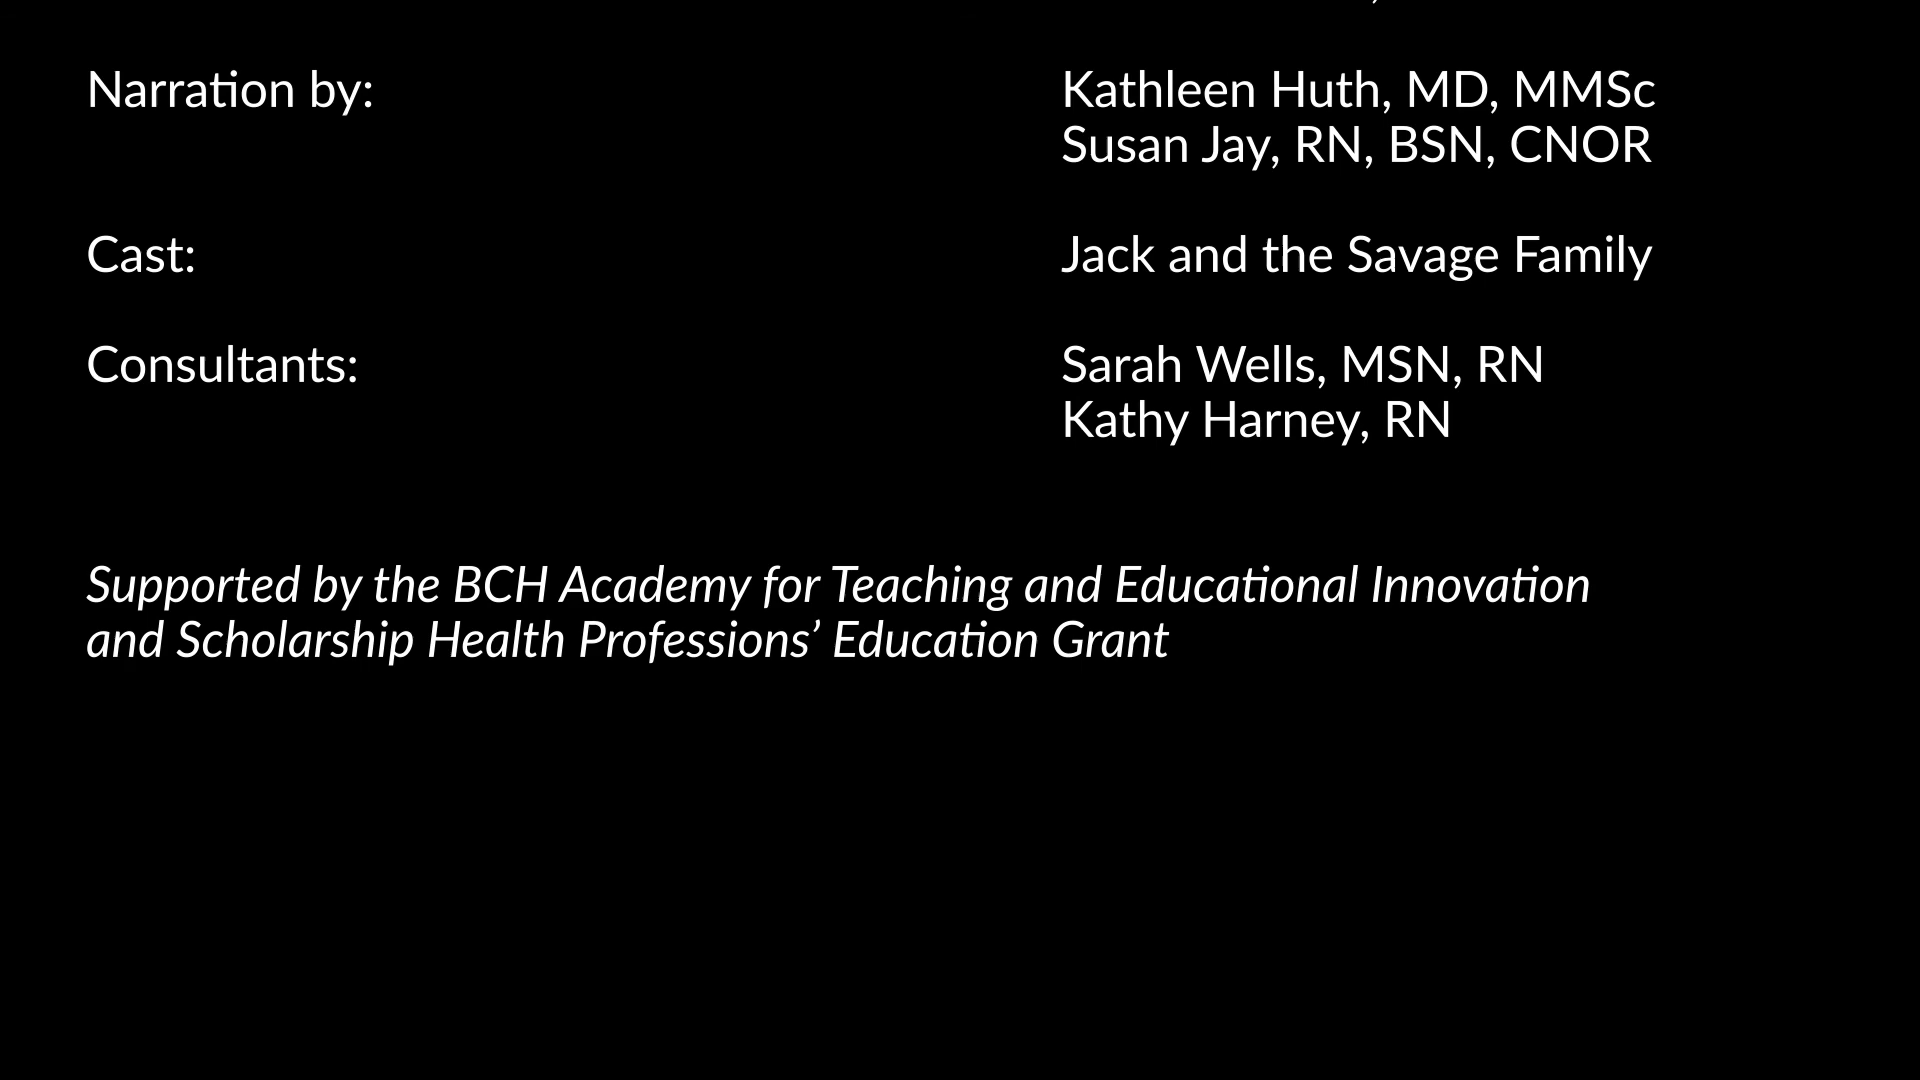 Narration by: Kathleen Huth, MD, MMSc
Susan Jay, RN, BSN, CNOR
Cast: Jack and the Savage Family
Consultants: Sarah Wells, MSN, RN
Kathy Harney, RN
Supported by the BCH Academy for Teaching and Educational Innovation
and Scholarship Health Professions’ Education Grant